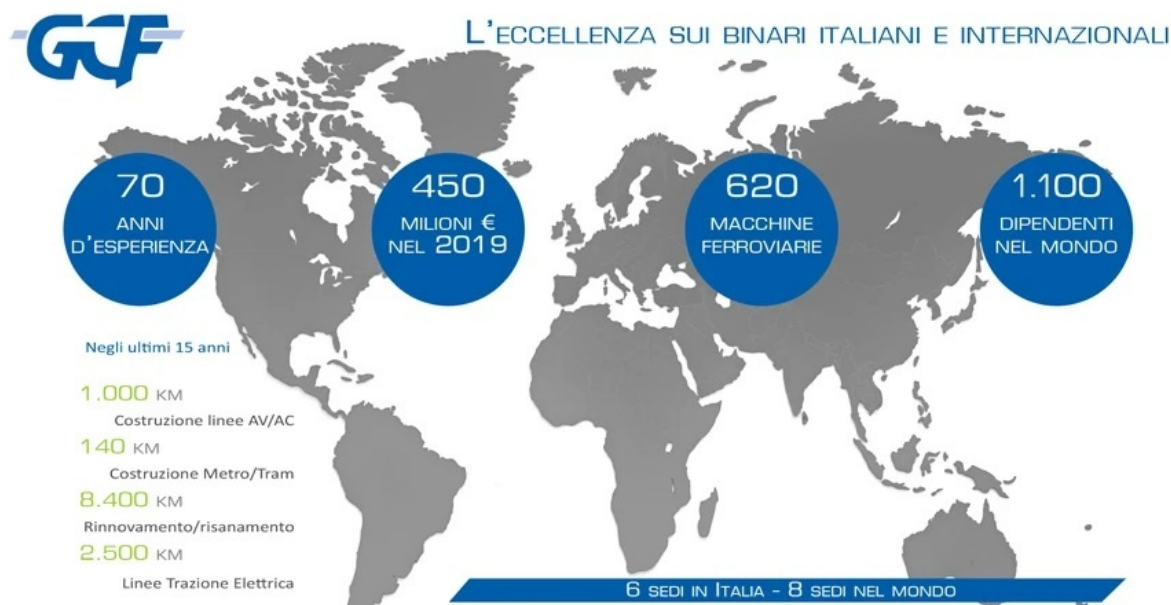 GCF
L'ECCELLENZA SUI BINARI ITALIANI E INTERNAZIONALI
70
ANNI
D'ESPERIENZA
450
MILIONI €
NEL 2019
620
MACCHINE
FERROVIARIE
1.100
DIPENDENTI
NEL MONDO
Negli ultimi 15 anni
1.000 KM
Costruzione linee AV/AC
140 KM
Costruzione Metro/Tram
8.400 KM
Rinnovamento/risanamento
2.500 KM
Linee Trazione Elettrica
6 SEDI IN ITALIA - 8 SEDI NEL MONDO